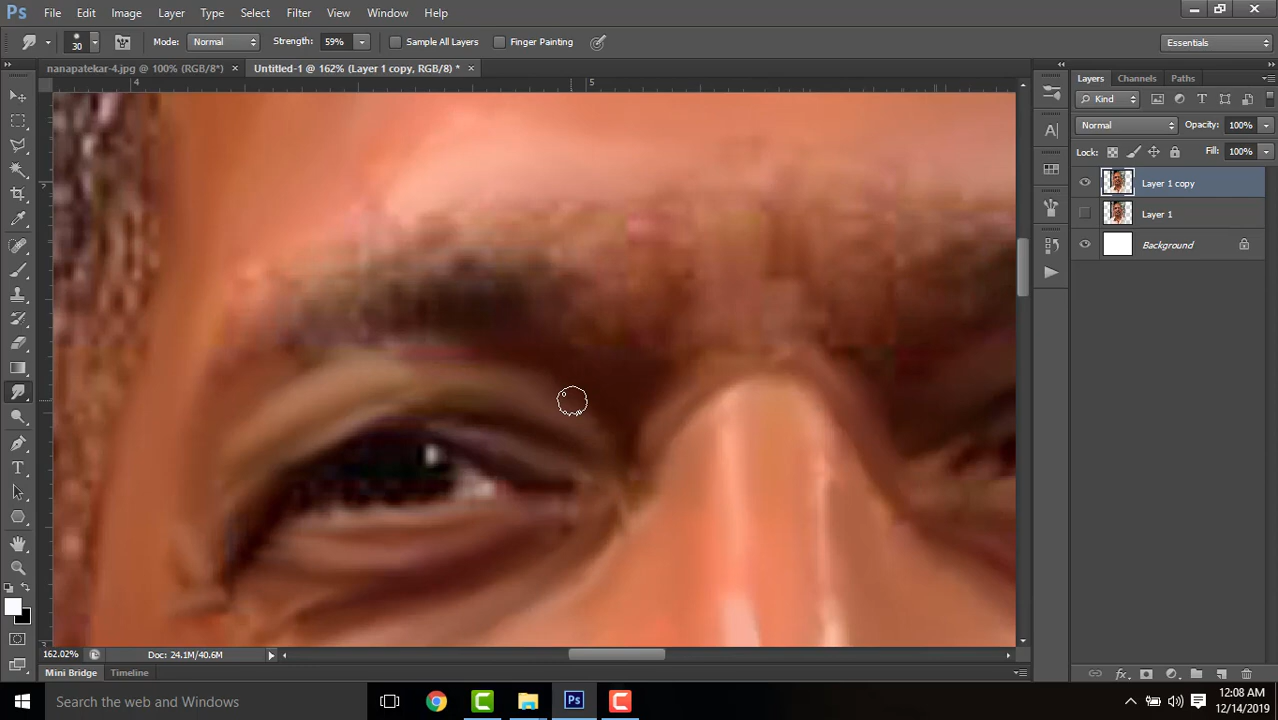 Ps File Edit Image Layer Type Select Filter 3D View Window Help
30 Mode: Normal Strength: 59% Sample All Layers Finger Painting Essentials
nanapatekar-4.jpg @ 100% (RGB/8*) × Untitled-1 @ 162% (Layer 1 copy, RGB/8) * ×
4 5
Layers Channels Paths
Kind
Normal Opacity: 100%
Lock: Fill: 100%
Layer 1 copy
Layer 1
Background
162.02% Doc: 24.1M/40.6M
Mini Bridge Timeline
Search the web and Windows
12:08 AM
12/14/2019